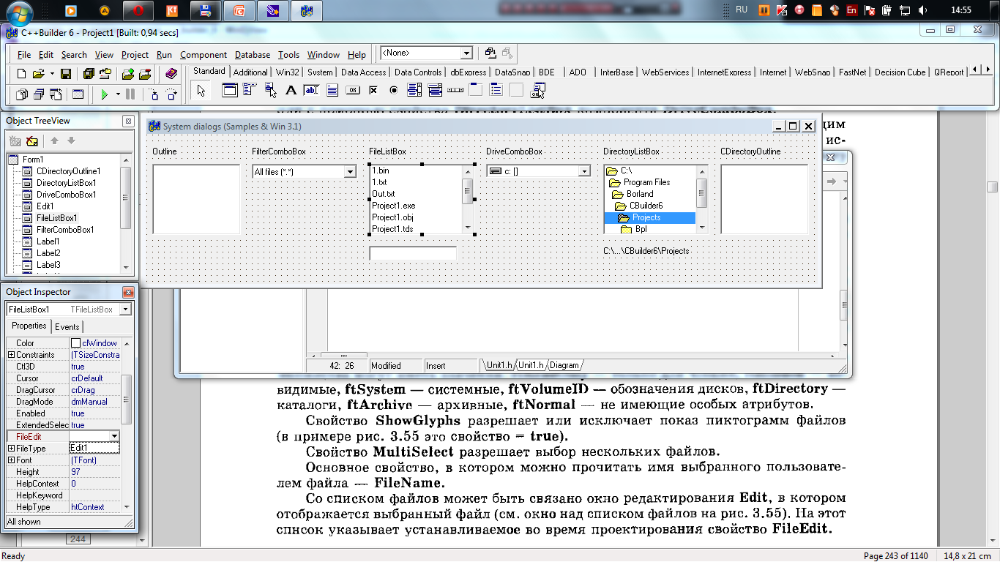 RU
En
14:55
C++Builder 6 - Project1 [Built: 0,94 secs]
File Edit Search View Project Run Component Database Tools Window Help
<None>
Standard Additional Win32 System Data Access Data Controls dbExpress DataSnap BDE ADO InterBase WebServices InternetExpress Internet WebSnap FastNet Decision Cube QReport
Object TreeView
Form1
CDirectoryOutline1
DirectoryListBox1
DriveComboBox1
Edit1
FileListBox1
FilterComboBox1
Label1
Label2
Label3
System dialogs (Samples & Win 3.1)
Outline FilterComboBox FileListBox DriveComboBox DirectoryListBox CDirectoryOutline
All files (*.*)
1.bin
1.txt
Out.txt
Project1.exe
Project1.obj
Project1.tds
c: []
C:\
Program Files
Borland
CBuilder6
Projects
Bpl
C:\...\CBuilder6\Projects
дим
ис-
Object Inspector
FileListBox1 TFileListBox
Properties Events
Color clWindow
Constraints (TSizeConstra
Ctl3D true
Cursor crDefault
DragCursor crDrag
DragMode dmManual
Enabled true
ExtendedSelec true
FileEdit
FileType Edit1
Font (TFont)
Height 97
HelpContext 0
HelpKeyword
HelpType htContext
All shown
42: 26 Modified Insert Unit1.h Unit1.h Diagram
видимые, ftSystem — системные, ftVolumeID — обозначения дисков, ftDirectory —
каталоги, ftArchive — архивные, ftNormal — не имеющие особых атрибутов.
Свойство ShowGlyphs разрешает или исключает показ пиктограмм файлов
(в примере рис. 3.55 это свойство = true).
Свойство MultiSelect разрешает выбор нескольких файлов.
Основное свойство, в котором можно прочитать имя выбранного пользовате-
лем файла — FileName.
Со списком файлов может быть связано окно редактирования Edit, в котором
отображается выбранный файл (см. окно над списком файлов на рис. 3.55). На этот
список указывает устанавливаемое во время проектирования свойство FileEdit.
244
Ready
Page 243 of 1140
14,8 x 21 cm